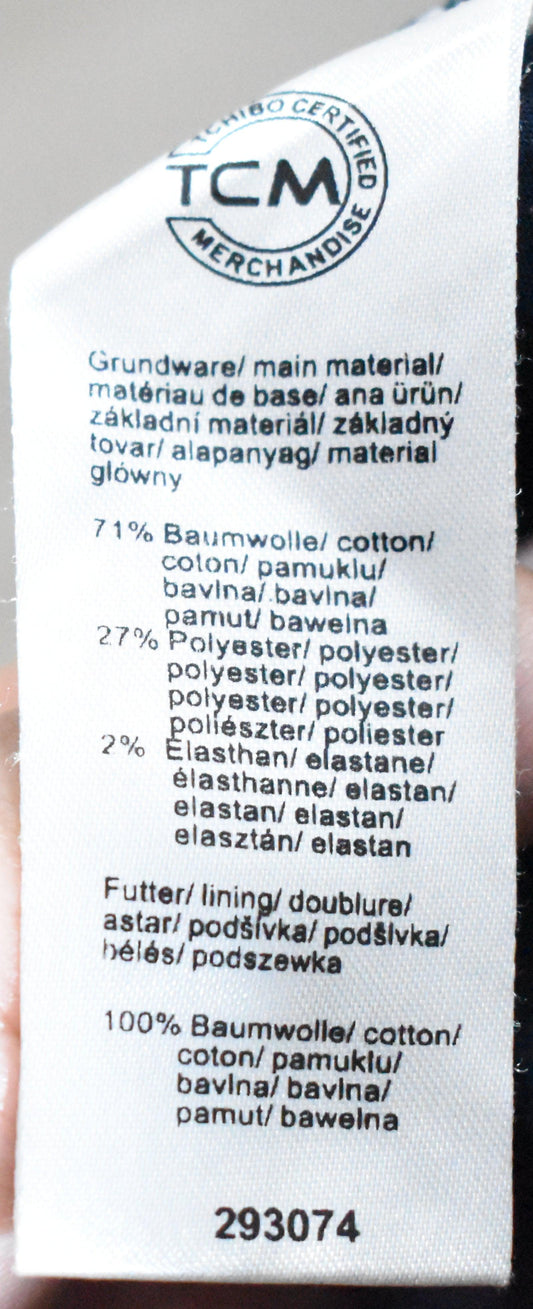 TCHIBO CERTIFIED
TCM
MERCHANDISE
Grundware/ main material/
matériau de base/ ana ürün/
základní materiál/ základný
tovar/ alapanyag/ material
glówny
71% Baumwolle/ cotton/
coton/ pamuklu/
bavlna/ bavlna/
pamut/ bawelna
27% Polyester/ polyester/
polyester/ polyester/
polyester/ polyester/
poliészter/ poliester
2% Elasthan/ elastane/
élasthanne/ elastan/
elastan/ elastan/
elasztán/ elastan
Futter/ lining/ doublure/
astar/ podšívka/ podšívka/
bélés/ podszewka
100% Baumwolle/ cotton/
coton/ pamuklu/
bavlna/ bavlna/
pamut/ bawelna
293074